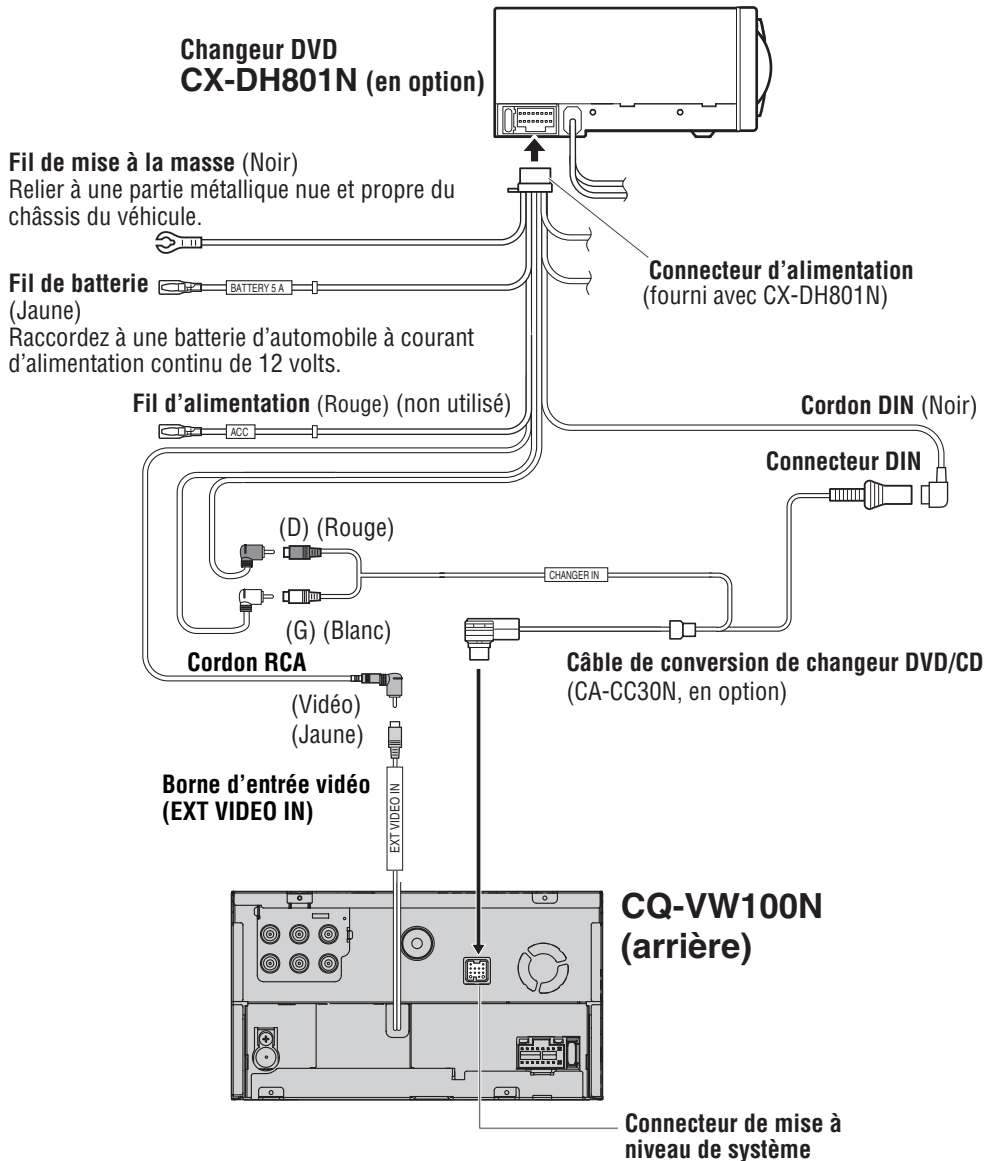 Changeur DVD
CX-DH801N (en option)
Fil de mise à la masse (Noir)
Relier à une partie métallique nue et propre du
châssis du véhicule.
Fil de batterie
(Jaune)
BATTERY 5 A
Raccordez à une batterie d'automobile à courant
d'alimentation continu de 12 volts.
Connecteur d'alimentation
(fourni avec CX-DH801N)
Fil d'alimentation (Rouge) (non utilisé)
ACC
Cordon DIN (Noir)
Connecteur DIN
(D) (Rouge)
CHANGER IN
(G) (Blanc)
Cordon RCA
Câble de conversion de changeur DVD/CD
(CA-CC30N, en option)
(Vidéo)
(Jaune)
Borne d'entrée vidéo
(EXT VIDEO IN)
EXT VIDEO IN
CQ-VW100N
(arrière)
Connecteur de mise à
niveau de système